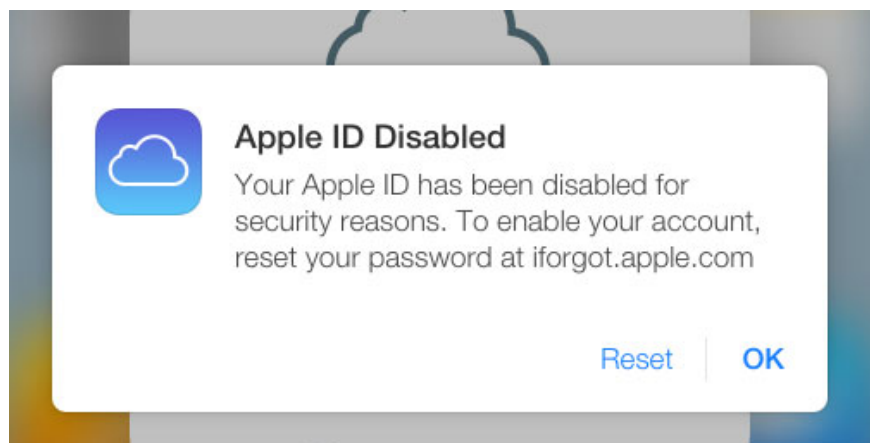 Apple ID Disabled
Your Apple ID has been disabled for
security reasons. To enable your account,
reset your password at iforgot.apple.com
Reset
OK